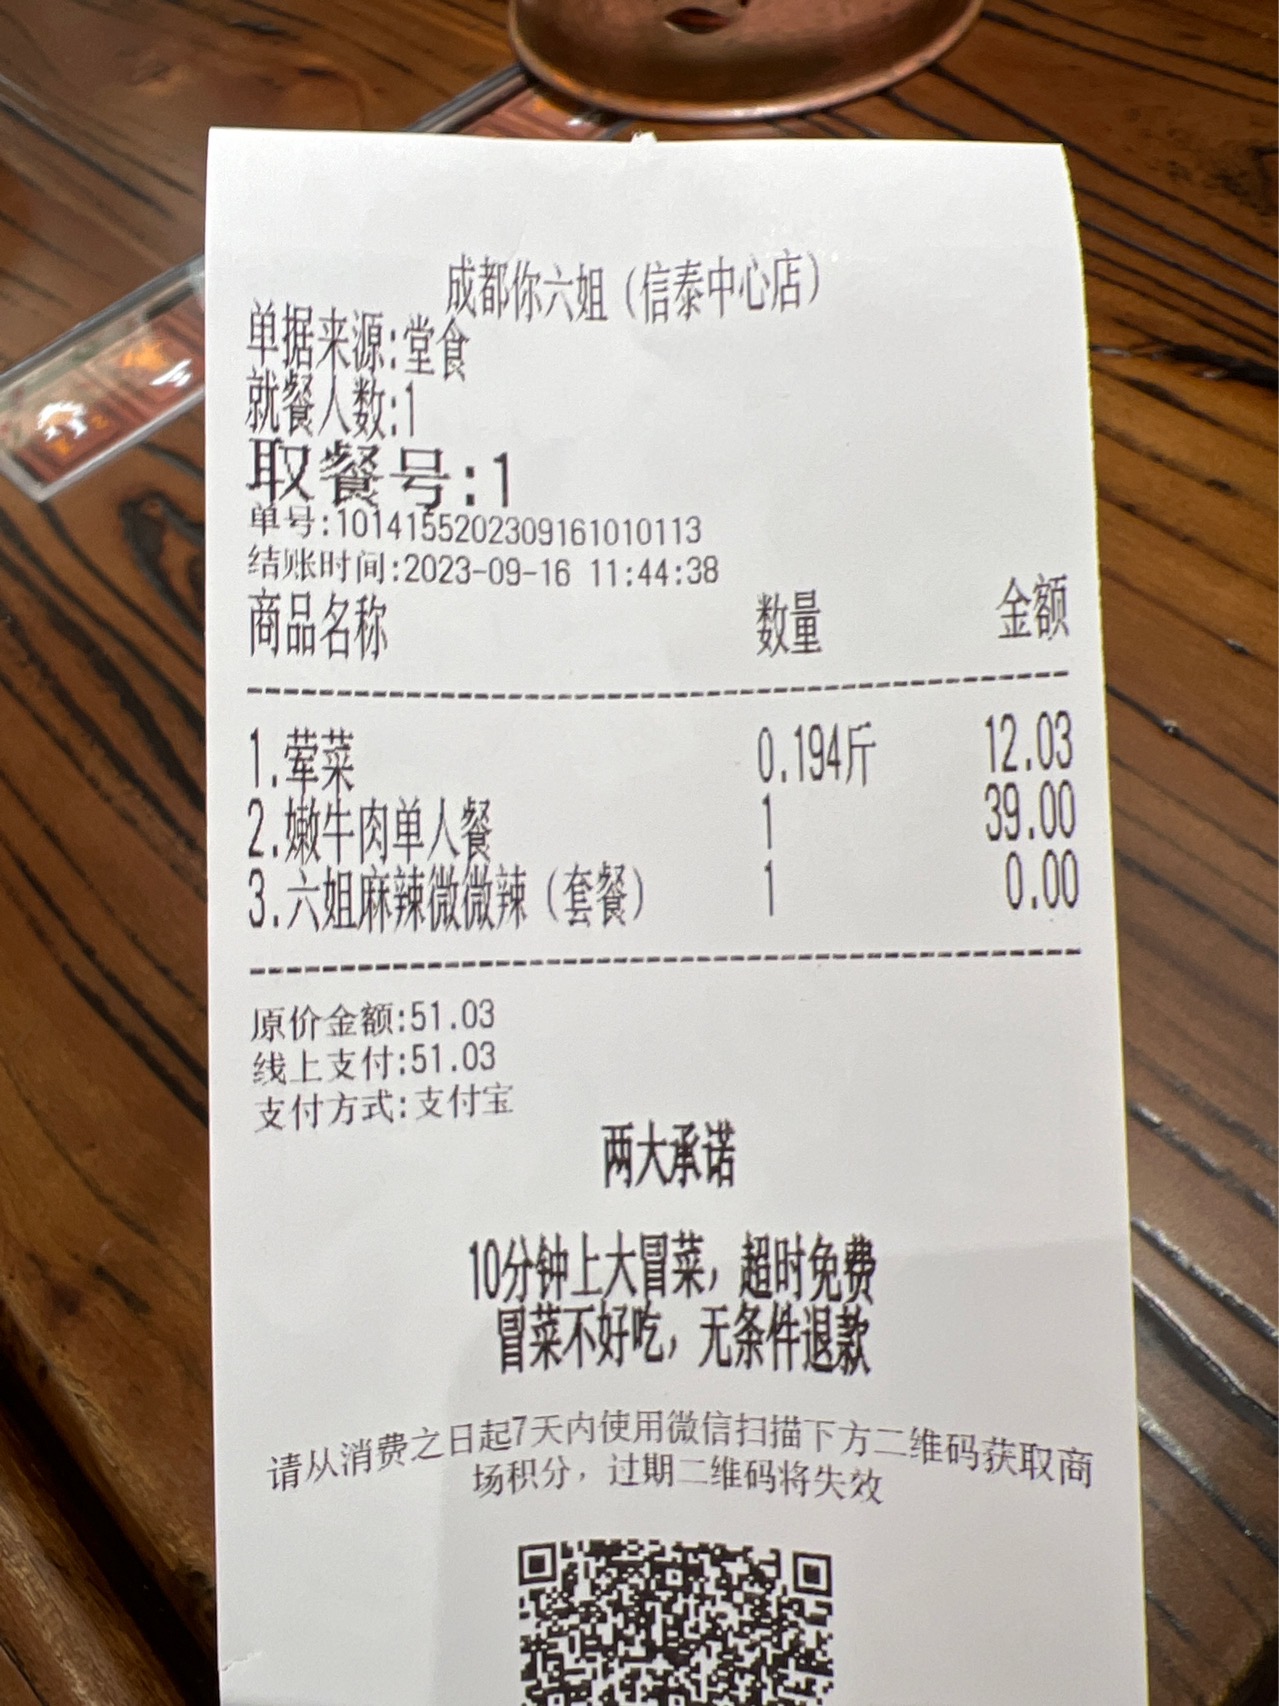 成都你六姐（信泰中心店）
单据来源:堂食
就餐人数:1
取餐号:1
单号:1014155202309161010113
结账时间:2023-09-16 11:44:38
商品名称 数量 金额
1.荤菜 0.194斤 12.03
2.嫩牛肉单人餐 1 39.00
3.六姐麻辣微微辣（套餐） 1 0.00
原价金额:51.03
线上支付:51.03
支付方式:支付宝
两大承诺
10分钟上大冒菜，超时免费
冒菜不好吃，无条件退款
请从消费之日起7天内使用微信扫描下方二维码获取商
场积分，过期二维码将失效